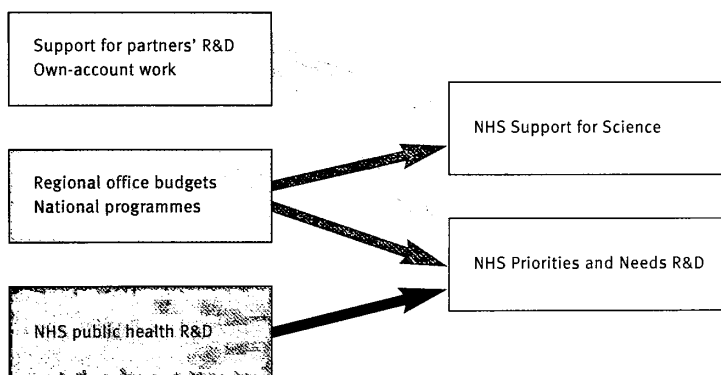 Support for partners' R&D
Own-account work
NHS Support for Science
Regional office budgets
National programmes
NHS Priorities and Needs R&D
NHS public health R&D